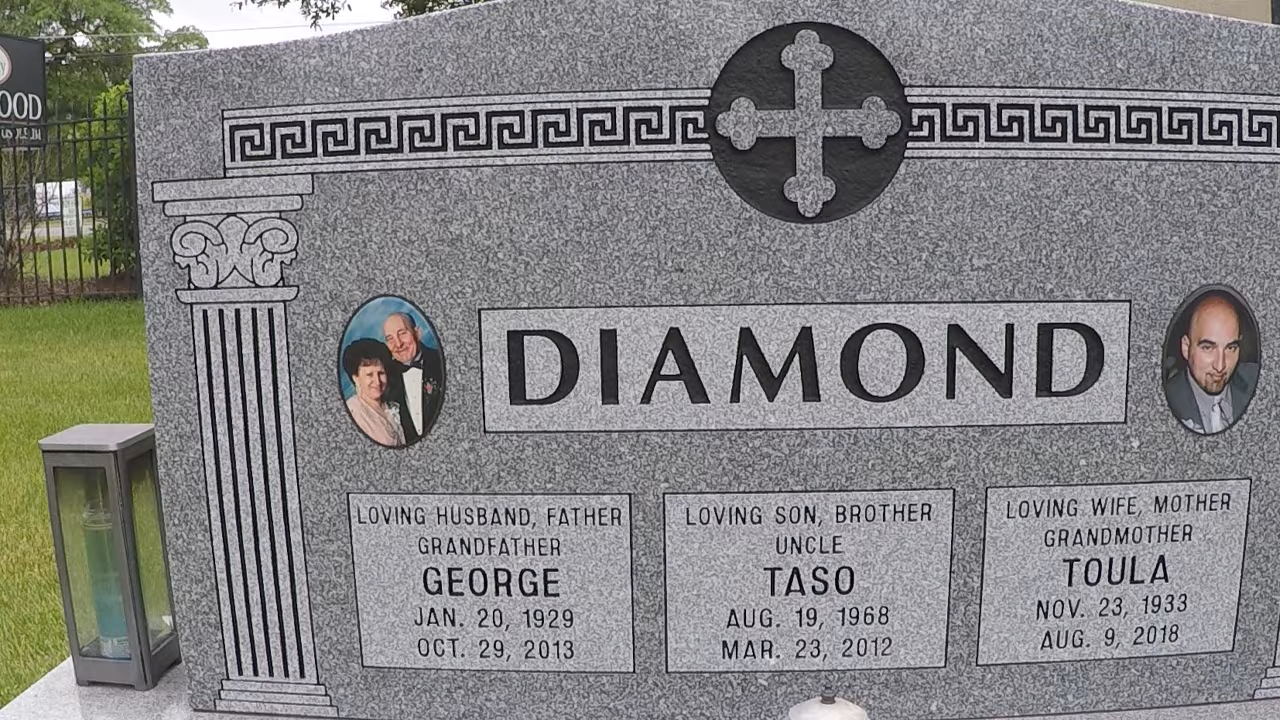 OOD
DIAMOND
LOVING HUSBAND, FATHER
GRANDFATHER
GEORGE
JAN. 20, 1929
OCT. 29, 2013
LOVING SON, BROTHER
UNCLE
TASO
AUG. 19, 1968
MAR. 23, 2012
LOVING WIFE, MOTHER
GRANDMOTHER
TOULA
NOV. 23, 1933
AUG. 9, 2018